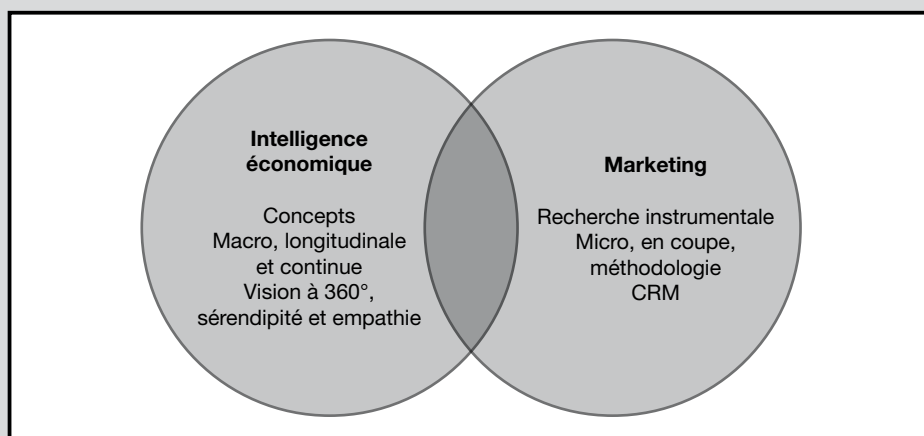 Intelligence
économique
Concepts
Macro, longitudinale
et continue
Vision à 360°,
sérendipité et empathie
Marketing
Recherche instrumentale
Micro, en coupe,
méthodologie
CRM